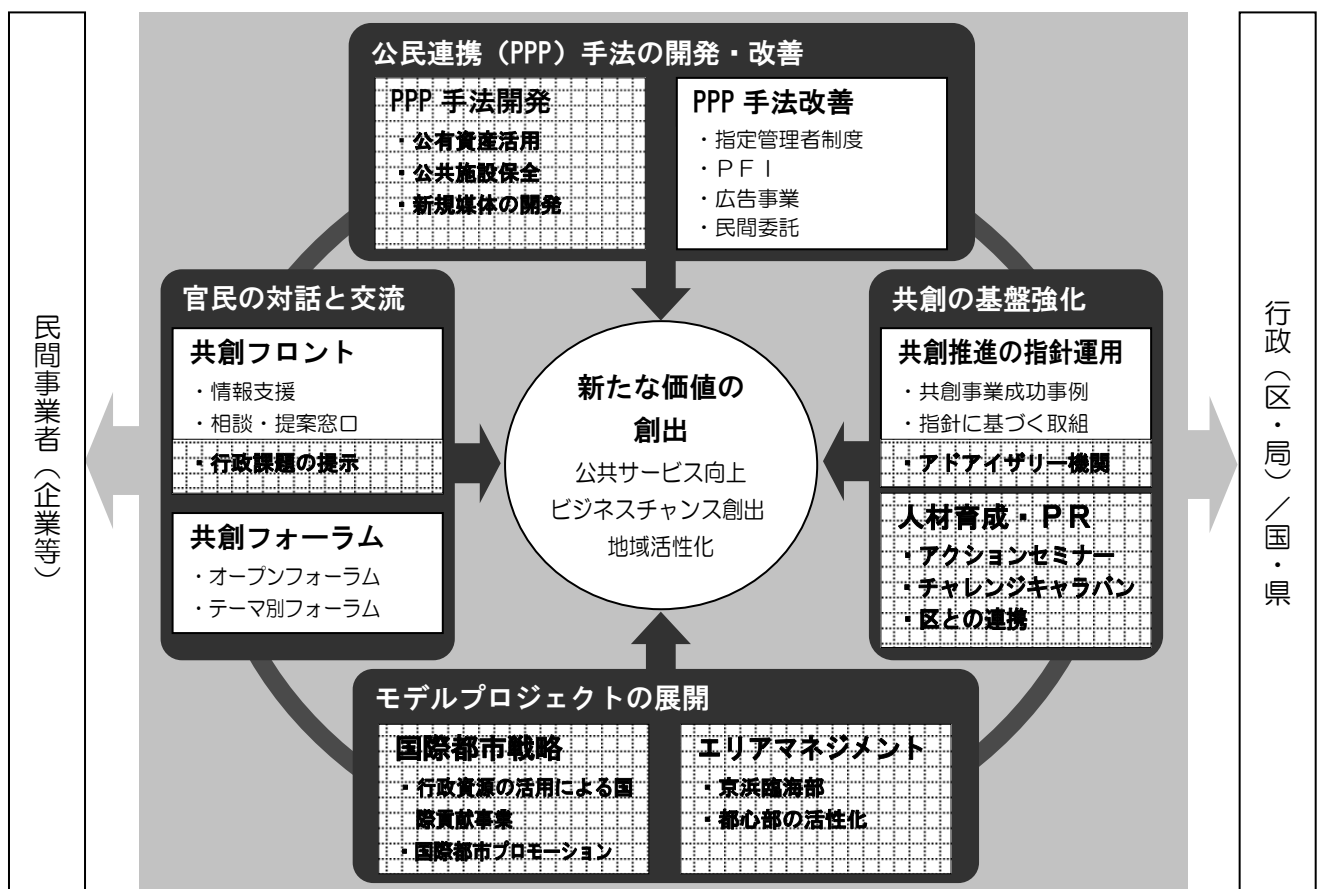 民間事業者（企業等）
公民連携（PPP）手法の開発・改善
PPP 手法開発
・公有資産活用
・公共施設保全
・新規媒体の開発
PPP 手法改善
・指定管理者制度
・ＰＦＩ
・広告事業
・民間委託
官民の対話と交流
共創フロント
・情報支援
・相談・提案窓口
・行政課題の提示
共創フォーラム
・オープンフォーラム
・テーマ別フォーラム
新たな価値の
創出
公共サービス向上
ビジネスチャンス創出
地域活性化
共創の基盤強化
共創推進の指針運用
・共創事業成功事例
・指針に基づく取組
・アドアイザリー機関
人材育成・ＰＲ
・アクションセミナー
・チャレンジキャラバン
・区との連携
モデルプロジェクトの展開
国際都市戦略
・行政資源の活用による国
際貢献事業
・国際都市プロモーション
エリアマネジメント
・京浜臨海部
・都心部の活性化
行政（区・局）／国・県